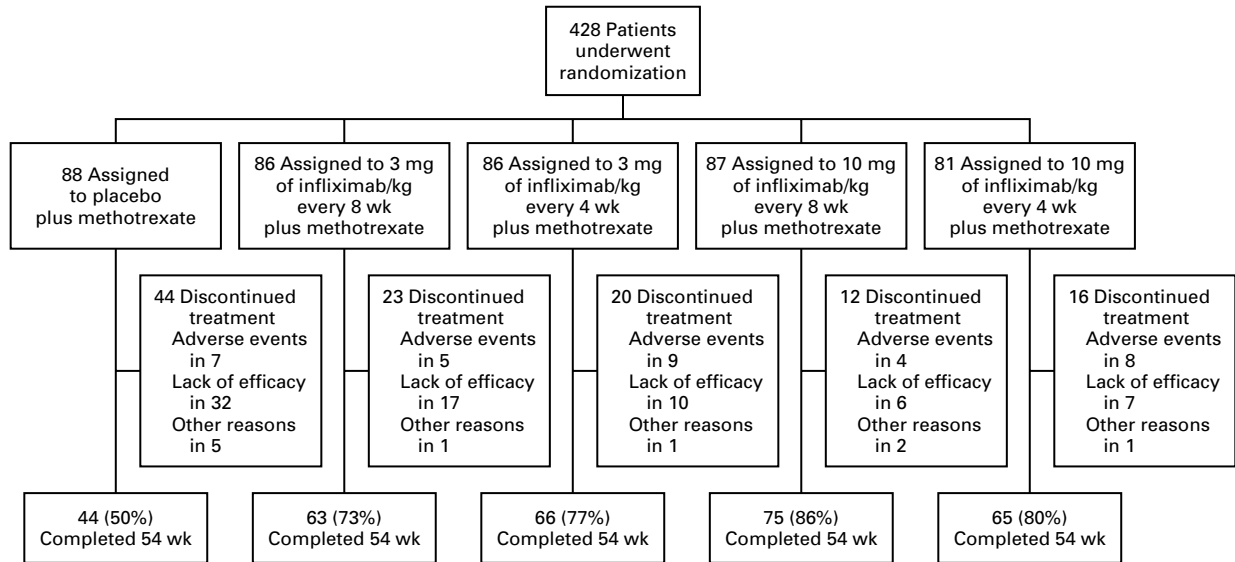 428 Patients
underwent
randomization
88 Assigned
to placebo
plus methotrexate
86 Assigned to 3 mg
of infliximab/kg
every 8 wk
plus methotrexate
86 Assigned to 3 mg
of infliximab/kg
every 4 wk
plus methotrexate
87 Assigned to 10 mg
of infliximab/kg
every 8 wk
plus methotrexate
81 Assigned to 10 mg
of infliximab/kg
every 4 wk
plus methotrexate
44 Discontinued
treatment
Adverse events
in 7
Lack of efficacy
in 32
Other reasons
in 5
23 Discontinued
treatment
Adverse events
in 5
Lack of efficacy
in 17
Other reasons
in 1
20 Discontinued
treatment
Adverse events
in 9
Lack of efficacy
in 10
Other reasons
in 1
12 Discontinued
treatment
Adverse events
in 4
Lack of efficacy
in 6
Other reasons
in 2
16 Discontinued
treatment
Adverse events
in 8
Lack of efficacy
in 7
Other reasons
in 1
44 (50%)
Completed 54 wk
63 (73%)
Completed 54 wk
66 (77%)
Completed 54 wk
75 (86%)
Completed 54 wk
65 (80%)
Completed 54 wk